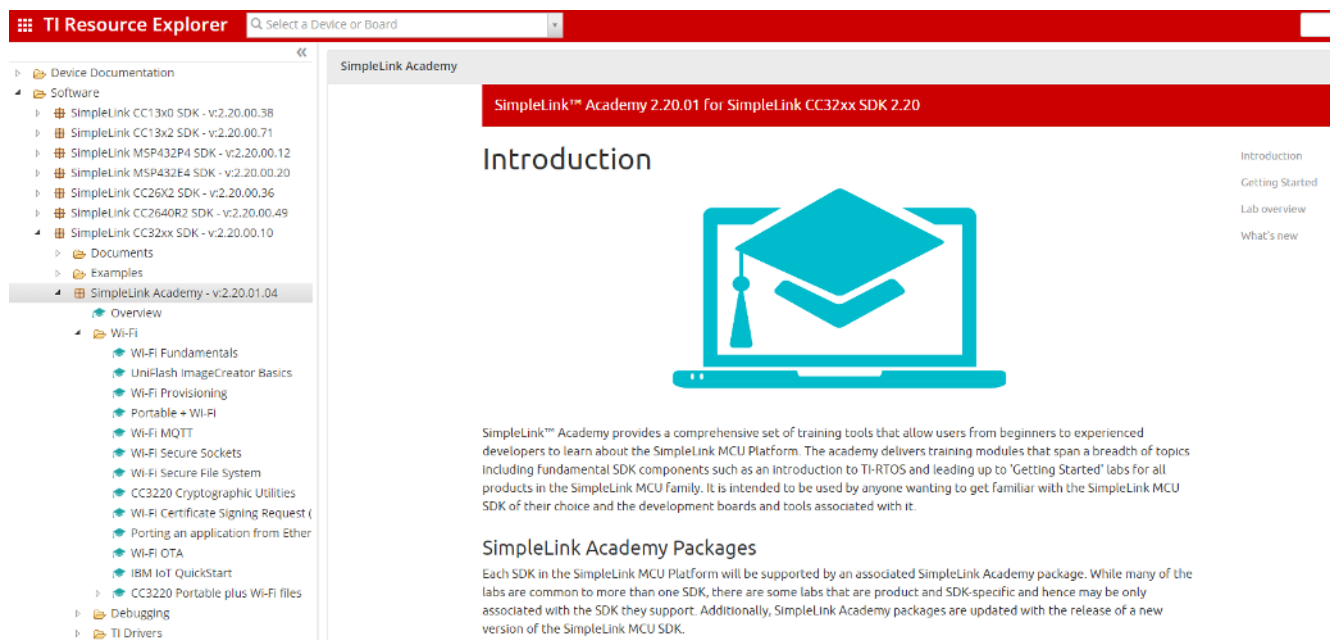 TI Resource Explorer
Select a Device or Board
Device Documentation
Software
SimpleLink CC13x0 SDK - v:2.20.00.38
SimpleLink CC13x2 SDK - v:2.20.00.71
SimpleLink MSP432P4 SDK - v:2.20.00.12
SimpleLink MSP432E4 SDK - v:2.20.00.20
SimpleLink CC26X2 SDK - v:2.20.00.36
SimpleLink CC2640R2 SDK - v:2.20.00.49
SimpleLink CC32xx SDK - v:2.20.00.10
Documents
Examples
SimpleLink Academy - v:2.20.01.04
Overview
Wi-Fi
Wi-Fi Fundamentals
UniFlash ImageCreator Basics
Wi-Fi Provisioning
Portable + Wi-Fi
Wi-Fi MQTT
Wi-Fi Secure Sockets
Wi-Fi Secure File System
CC3220 Cryptographic Utilities
Wi-Fi Certificate Signing Request (
Porting an application from Ether
Wi-Fi OTA
IBM IoT QuickStart
CC3220 Portable plus Wi-Fi files
Debugging
TI Drivers
SimpleLink Academy
SimpleLink™ Academy 2.20.01 for SimpleLink CC32xx SDK 2.20
Introduction
SimpleLink™ Academy provides a comprehensive set of training tools that allow users from beginners to experienced
developers to learn about the SimpleLink MCU Platform. The academy delivers training modules that span a breadth of topics
including fundamental SDK components such as an introduction to TI-RTOS and leading up to 'Getting Started' labs for all
products in the SimpleLink MCU family. It is intended to be used by anyone wanting to get familiar with the SimpleLink MCU
SDK of their choice and the development boards and tools associated with it.
SimpleLink Academy Packages
Each SDK in the SimpleLink MCU Platform will be supported by an associated SimpleLink Academy package. While many of the
labs are common to more than one SDK, there are some labs that are product and SDK-specific and hence may be only
associated with the SDK they support. Additionally, SimpleLink Academy packages are updated with the release of a new
version of the SimpleLink MCU SDK.
Introduction
Getting Started
Lab overview
What's new